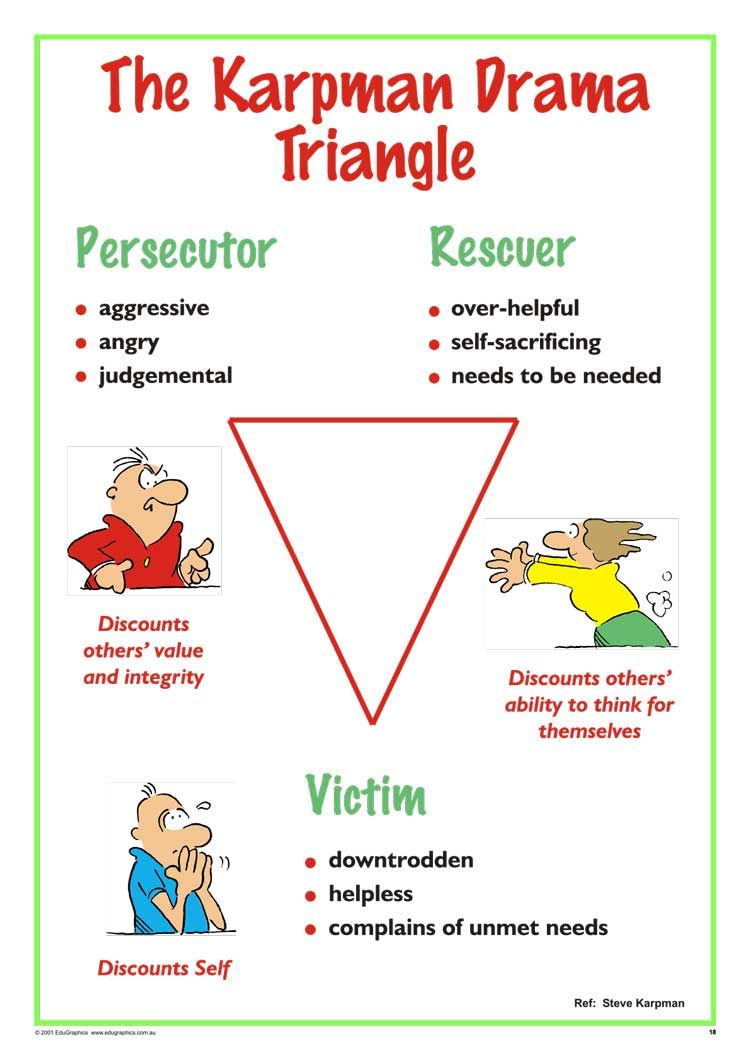 The Karpman Drama
Triangle
Persecutor
• aggressive
• angry
• judgemental
Rescuer
• over-helpful
• self-sacrificing
• needs to be needed
Discounts
others’ value
and integrity
Discounts others’
ability to think for
themselves
Victim
• downtrodden
• helpless
• complains of unmet needs
Discounts Self
Ref: Steve Karpman
© 2001 EduGraphics www.edugraphics.com.au
18